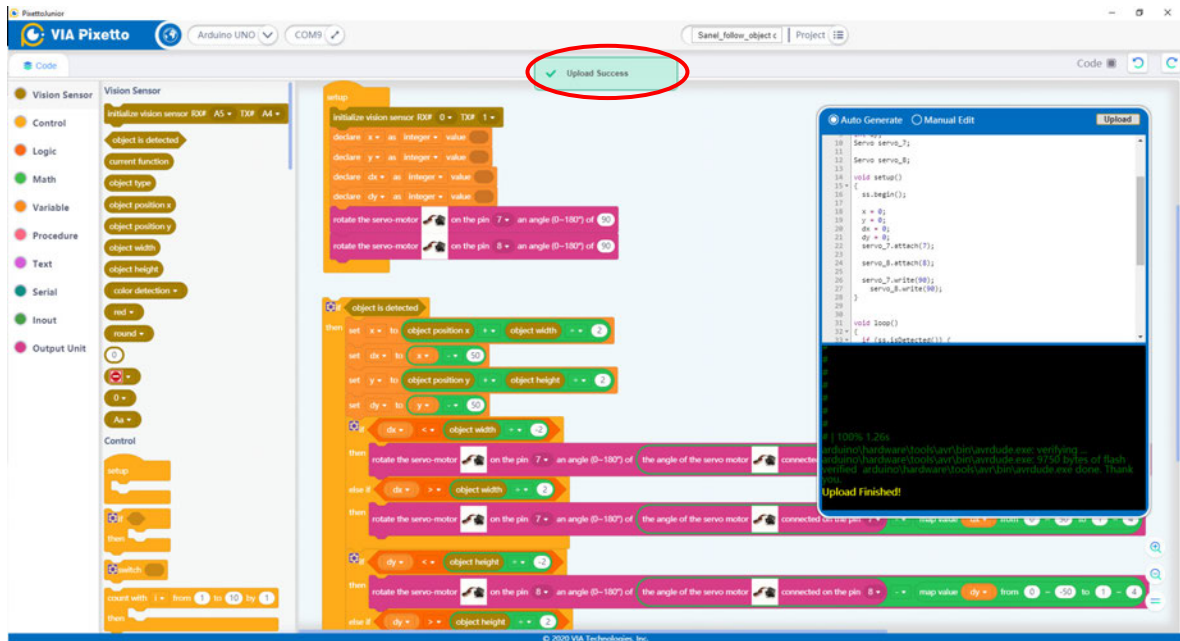 PixettoJunior
VIA Pixetto
Arduino UNO
COM9
Sanel_follow_object c
Project
Code
Upload Success
Code
Vision Sensor
Control
Logic
Math
Variable
Procedure
Text
Serial
Inout
Output Unit
Vision Sensor
initialize vision sensor RX# A5 TX# A4
object is detected
current function
object type
object position x
object position y
object width
object height
color detection
red
round
0
0
Aa
Control
setup
if
then
switch
count with i from 1 to 10 by 1
then
setup
initialize vision sensor RX# 0 TX# 1
declare x as integer value
declare y as integer value
declare dx as integer value
declare dy as integer value
rotate the servo-motor on the pin 7 an angle (0~180°) of 90
rotate the servo-motor on the pin 8 an angle (0~180°) of 90
if object is detected
then set x to object position x + object width ÷ 2
set dx to x - 50
set y to object position y + object height ÷ 2
set dy to y - 50
if dx < object width ÷ -2
then rotate the servo-motor on the pin 7 an angle (0~180°) of the angle of the servo motor connected
else if dx > object width ÷ 2
then rotate the servo-motor on the pin 7 an angle (0~180°) of the angle of the servo motor connected on the pin 7 - map value dx from 0 ~ 50 to 1 ~ 4
if dy < object height ÷ -2
then rotate the servo-motor on the pin 8 an angle (0~180°) of the angle of the servo motor connected on the pin 8 - map value dy from 0 ~ -50 to 1 ~ 4
else if dy > object height ÷ 2
Auto Generate Manual Edit Upload
10 Servo servo_7;
11
12 Servo servo_8;
13
14 void setup()
15 {
16 ss.begin();
17
18 x = 0;
19 y = 0;
20 dx = 0;
21 dy = 0;
22 servo_7.attach(7);
23
24 servo_8.attach(8);
25
26 servo_7.write(90);
27 servo_8.write(90);
28 }
29
30
31 void loop()
32 {
33 if (ss.isDetected()) {
#
#
#
#
#
#
# | 100% 1.26s
arduino\hardware\tools\avr\bin\avrdude.exe: verifying ...
arduino\hardware\tools\avr\bin\avrdude.exe: 9750 bytes of flash
verified arduino\hardware\tools\avr\bin\avrdude.exe done. Thank
you.
Upload Finished!
© 2020 VIA Technologies, Inc.